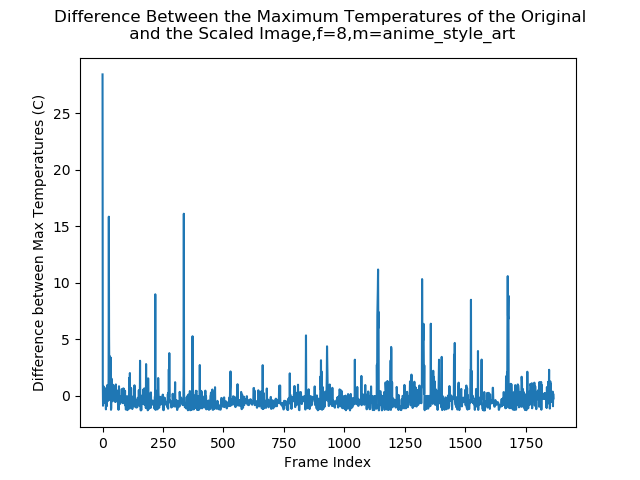 Difference Between the Maximum Temperatures of the Original
and the Scaled Image,f=8,m=anime_style_art
Difference between Max Temperatures (C)
25
20
15
10
5
0
0 250 500 750 1000 1250 1500 1750
Frame Index